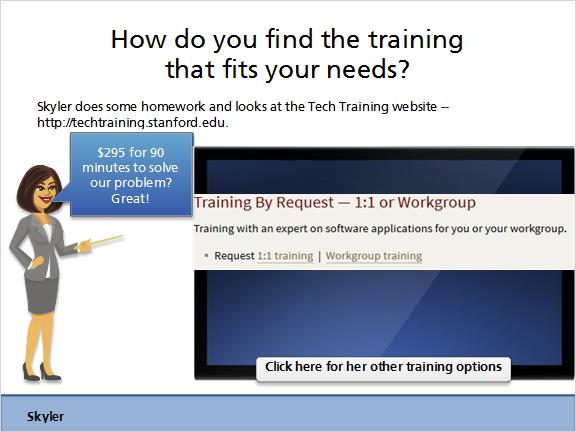 How do you find the training
that fits your needs?
Skyler does some homework and looks at the Tech Training website --
http://techtraining.stanford.edu.
$295 for 90
minutes to solve
our problem?
Great!
Training By Request — 1:1 or Workgroup
Training with an expert on software applications for you or your workgroup.
▪ Request 1:1 training | Workgroup training
Click here for her other training options
Skyler